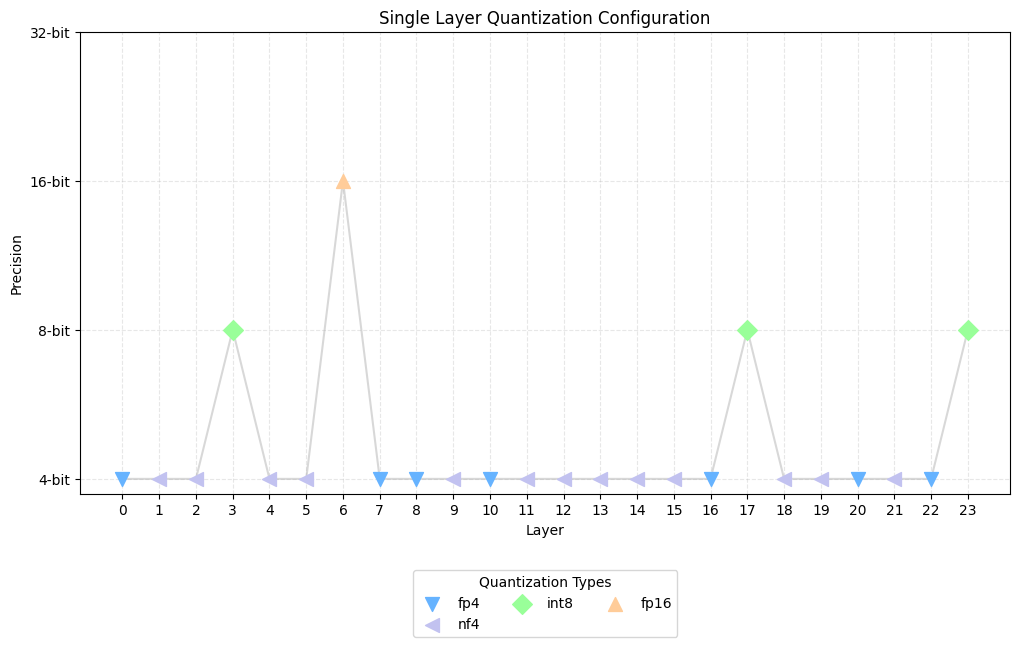 Single Layer Quantization Configuration
32-bit
16-bit
8-bit
4-bit
Precision
0 1 2 3 4 5 6 7 8 9 10 11 12 13 14 15 16 17 18 19 20 21 22 23
Layer
Quantization Types
fp4 int8 fp16
nf4